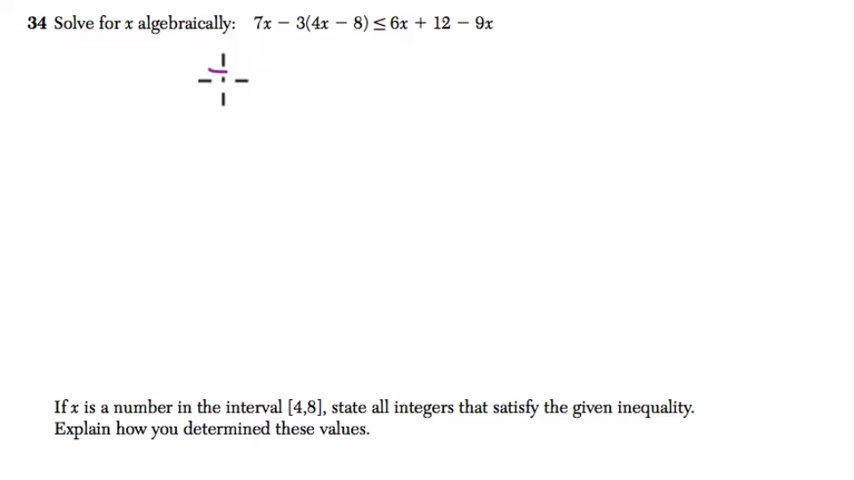 34 Solve for x algebraically: 7x − 3(4x − 8) ≤ 6x + 12 − 9x
If x is a number in the interval [4,8], state all integers that satisfy the given inequality.
Explain how you determined these values.